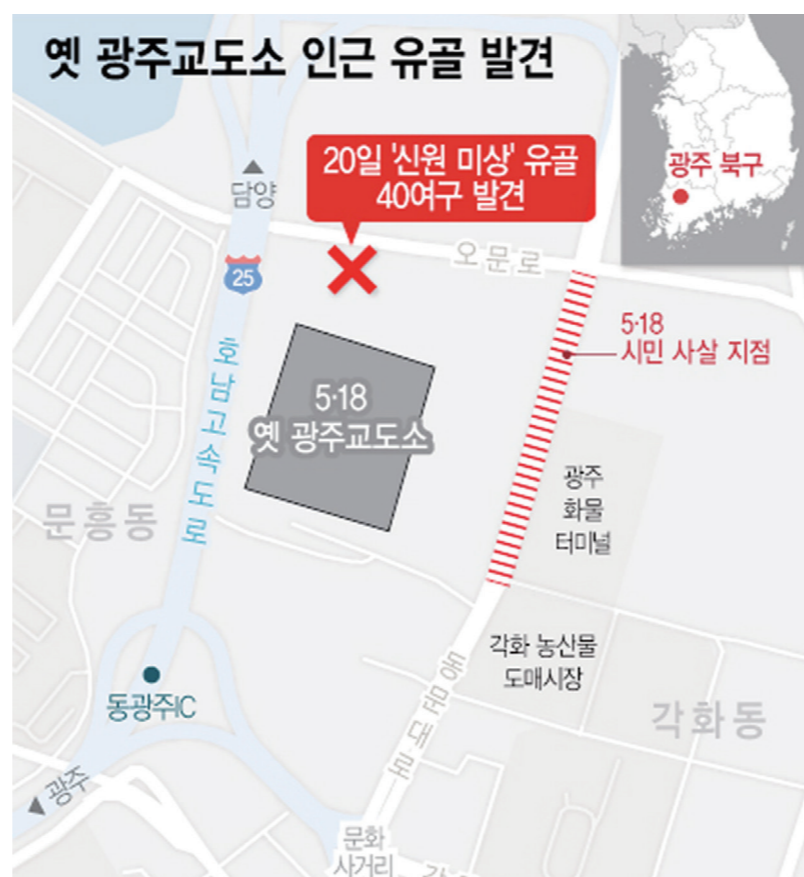 옛 광주교도소 인근 유골 발견
광주 북구
20일 '신원 미상' 유골
40여구 발견
▲
담양
25
오문로
5·18
시민 사살 지점
호남고속도로
5·18
옛 광주교도소
문흥동
광주
화물
터미널
각화 농산물
도매시장
동문대로
각화동
동광주IC
◀ 광주
문화
사거리